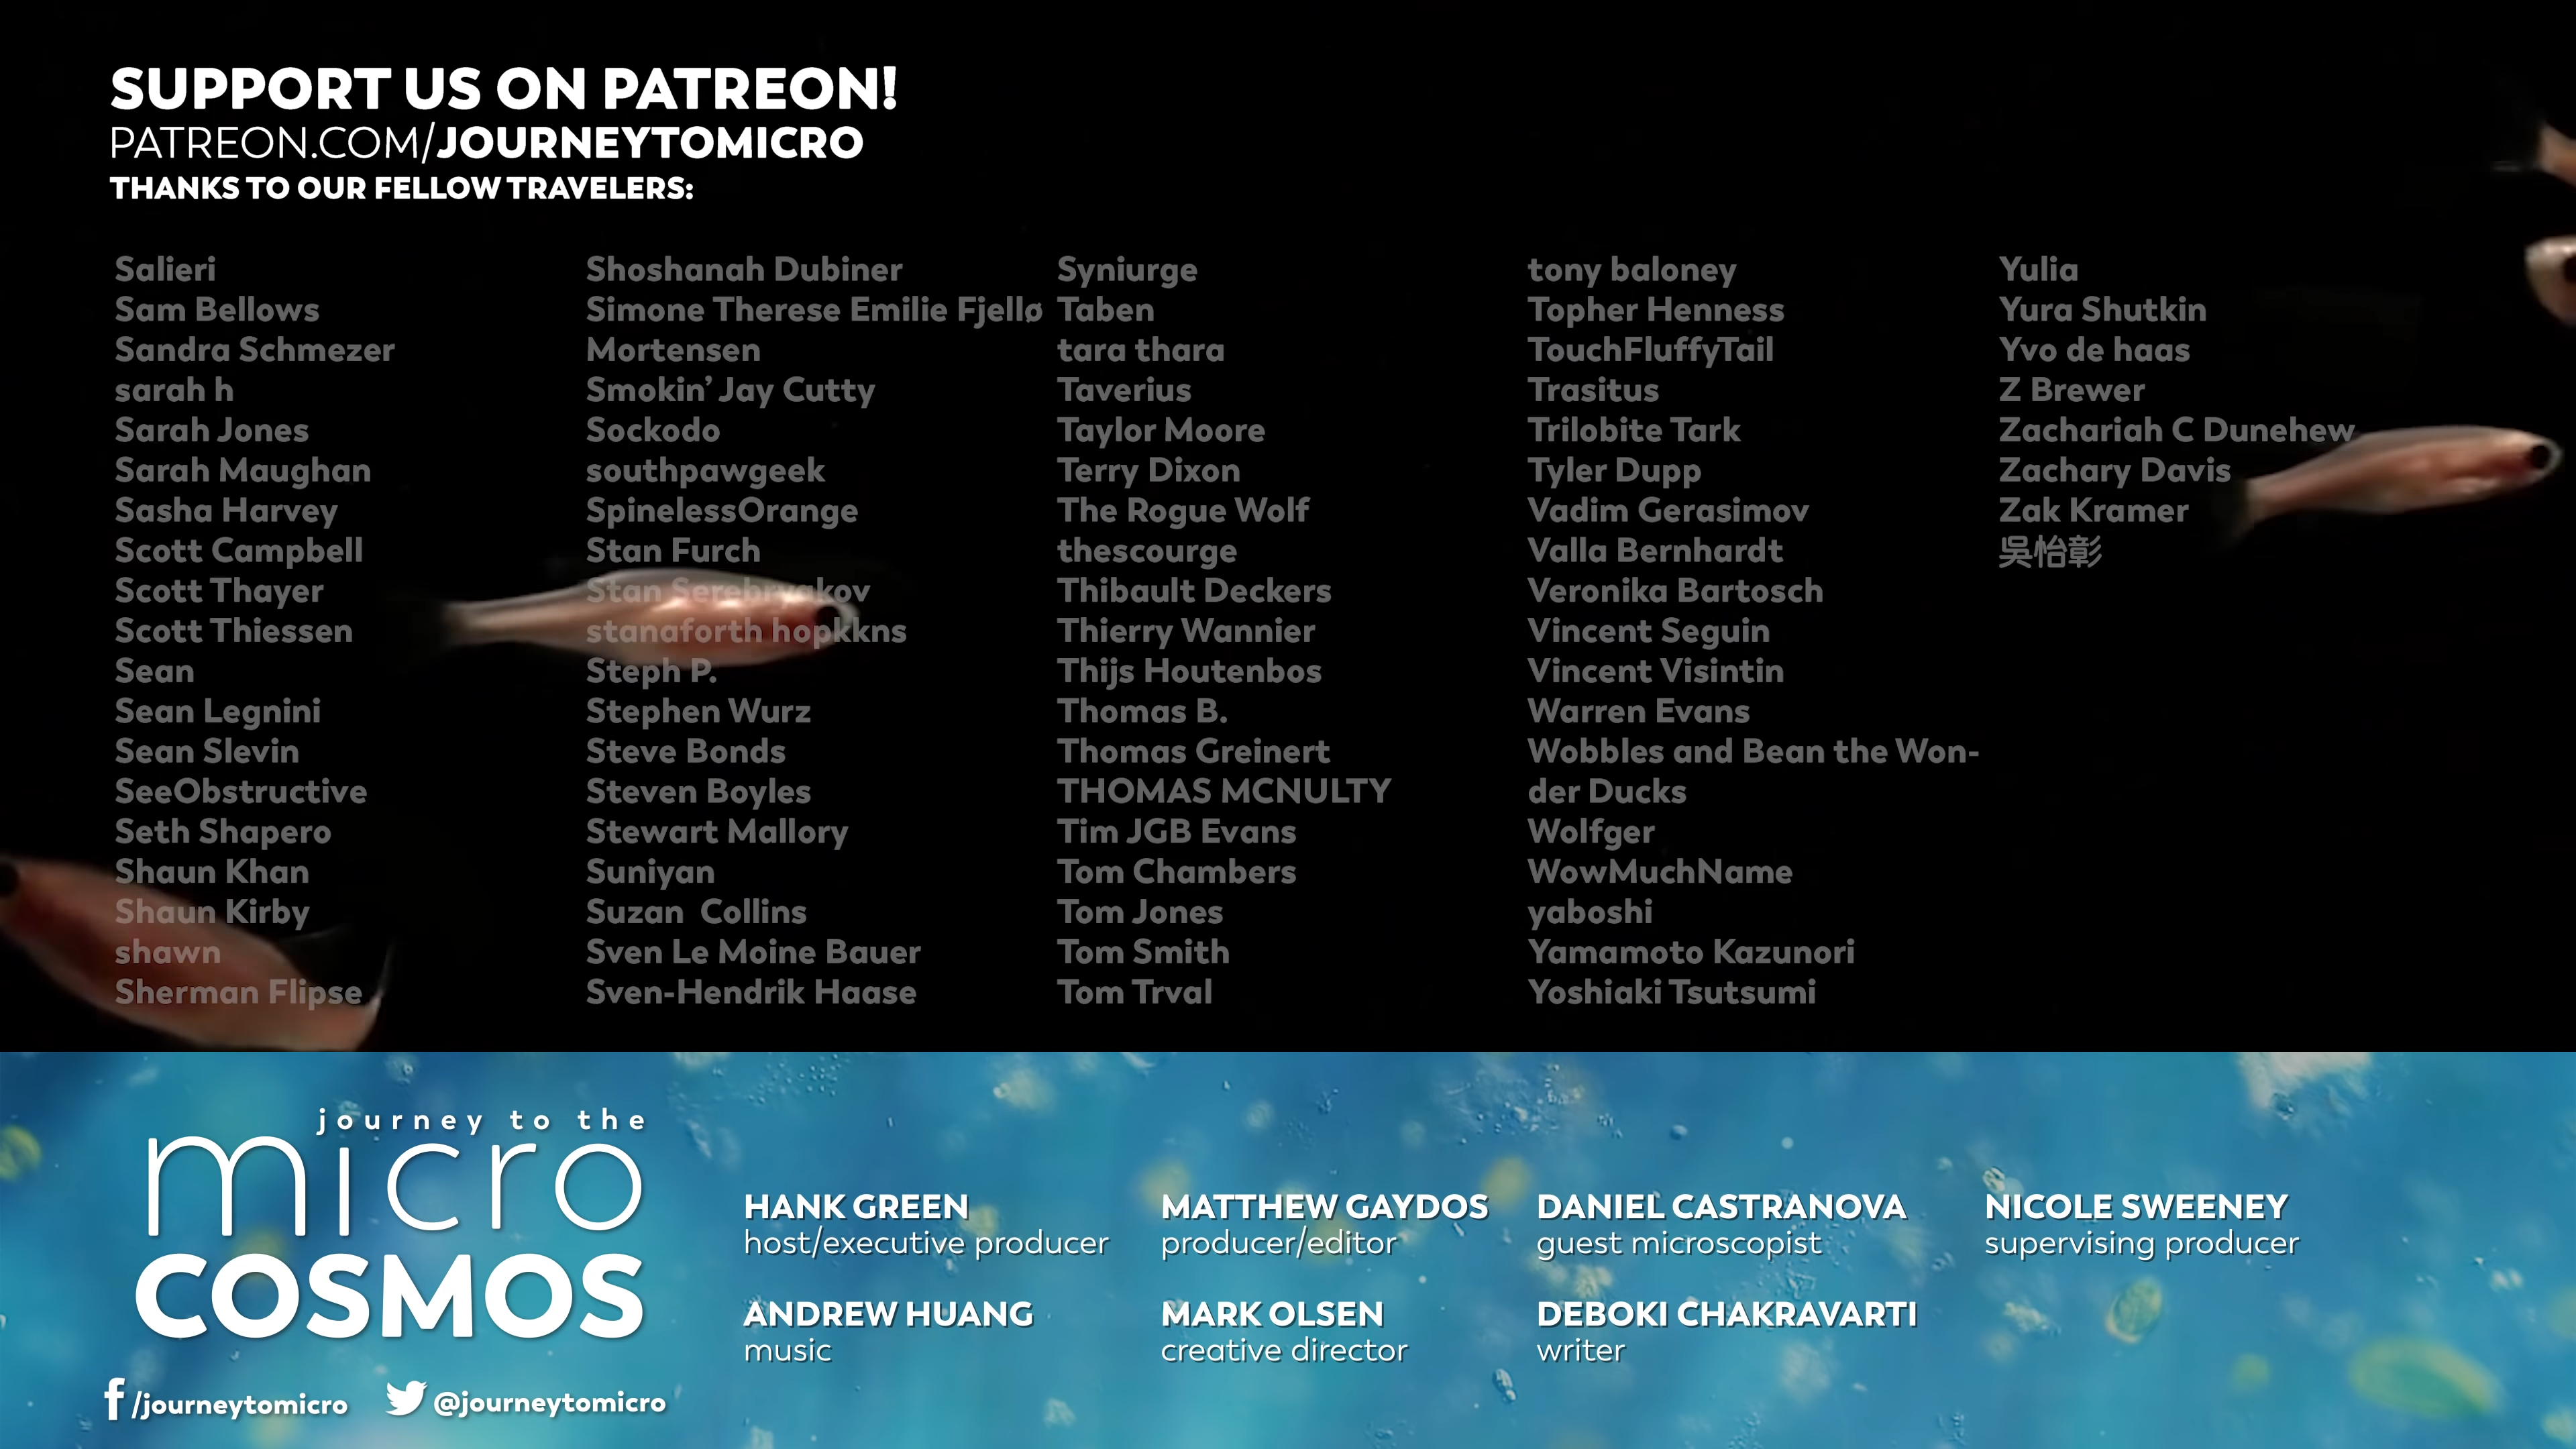 SUPPORT US ON PATREON!
PATREON.COM/JOURNEYTOMICRO
THANKS TO OUR FELLOW TRAVELERS:
Salieri
Sam Bellows
Sandra Schmezer
sarah h
Sarah Jones
Sarah Maughan
Sasha Harvey
Scott Campbell
Scott Thayer
Scott Thiessen
Sean
Sean Legnini
Sean Slevin
SeeObstructive
Seth Shapero
Shaun Khan
Shaun Kirby
shawn
Sherman Flipse
Shoshanah Dubiner
Simone Therese Emilie Fjellø
Mortensen
Smokin’ Jay Cutty
Sockodo
southpawgeek
SpinelessOrange
Stan Furch
Stan Serebryakov
stanaforth hopkkns
Steph P.
Stephen Wurz
Steve Bonds
Steven Boyles
Stewart Mallory
Suniyan
Suzan  Collins
Sven Le Moine Bauer
Sven-Hendrik Haase
Syniurge
Taben
tara thara
Taverius
Taylor Moore
Terry Dixon
The Rogue Wolf
thescourge
Thibault Deckers
Thierry Wannier
Thijs Houtenbos
Thomas B.
Thomas Greinert
THOMAS MCNULTY
Tim JGB Evans
Tom Chambers
Tom Jones
Tom Smith
Tom Trval
tony baloney
Topher Henness
TouchFluffyTail
Trasitus
Trilobite Tark
Tyler Dupp
Vadim Gerasimov
Valla Bernhardt
Veronika Bartosch
Vincent Seguin
Vincent Visintin
Warren Evans
Wobbles and Bean the Won-
der Ducks
Wolfger
WowMuchName
yaboshi
Yamamoto Kazunori
Yoshiaki Tsutsumi
Yulia
Yura Shutkin
Yvo de haas
Z Brewer
Zachariah C Dunehew
Zachary Davis
Zak Kramer
吳怡彰
journey to the
micro
COSMOS
f /journeytomicro
@journeytomicro
HANK GREEN
host/executive producer
ANDREW HUANG
music
MATTHEW GAYDOS
producer/editor
MARK OLSEN
creative director
DANIEL CASTRANOVA
guest microscopist
DEBOKI CHAKRAVARTI
writer
NICOLE SWEENEY
supervising producer